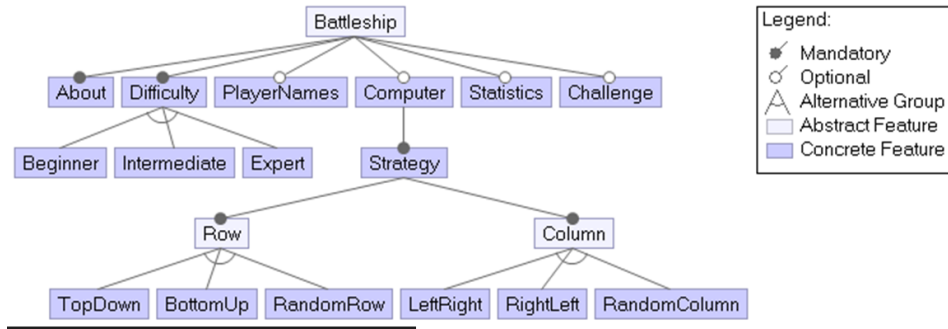 Battleship
Legend:
Mandatory
Optional
Alternative Group
Abstract Feature
Concrete Feature
About Difficulty PlayerNames Computer Statistics Challenge
Beginner Intermediate Expert Strategy
Row Column
TopDown BottomUp RandomRow LeftRight RightLeft RandomColumn